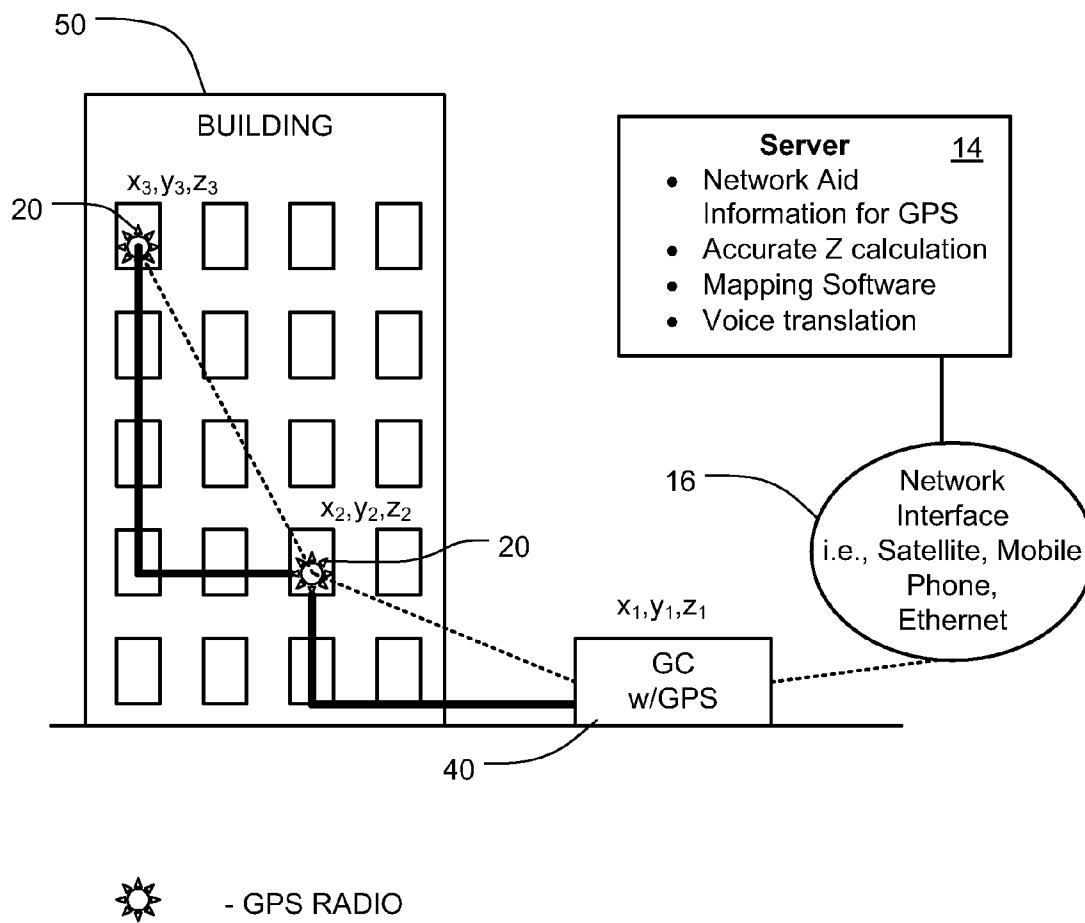 50
BUILDING
x3,y3,z3
20
Server 14
• Network Aid
Information for GPS
• Accurate Z calculation
• Mapping Software
• Voice translation
x2,y2,z2
20
16
Network
Interface
i.e., Satellite, Mobile
Phone,
Ethernet
x1,y1,z1
GC
w/GPS
40
- GPS RADIO